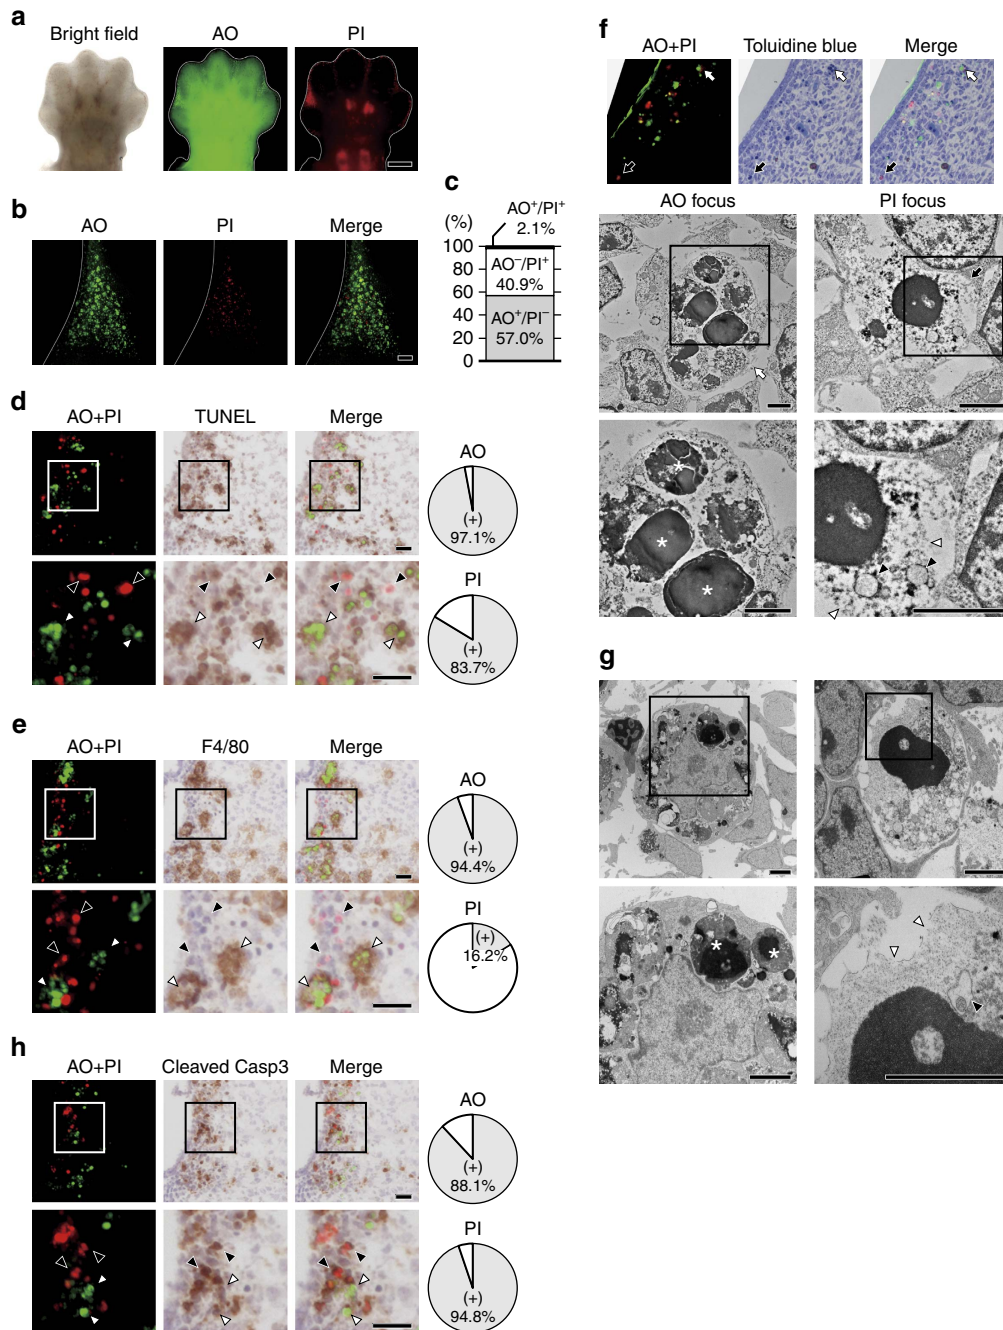 a
Bright field AO PI
b
AO PI Merge
c
(%)
AO+/PI+
2.1%
100
80
60
40
20
0
AO−/PI+
40.9%
AO+/PI−
57.0%
d
AO+PI TUNEL Merge
AO
(+)
97.1%
PI
(+)
83.7%
e
AO+PI F4/80 Merge
AO
(+)
94.4%
PI
(+)
16.2%
h
AO+PI Cleaved Casp3 Merge
AO
(+)
88.1%
PI
(+)
94.8%
f
AO+PI Toluidine blue Merge
AO focus PI focus
*
*
*
g
* *